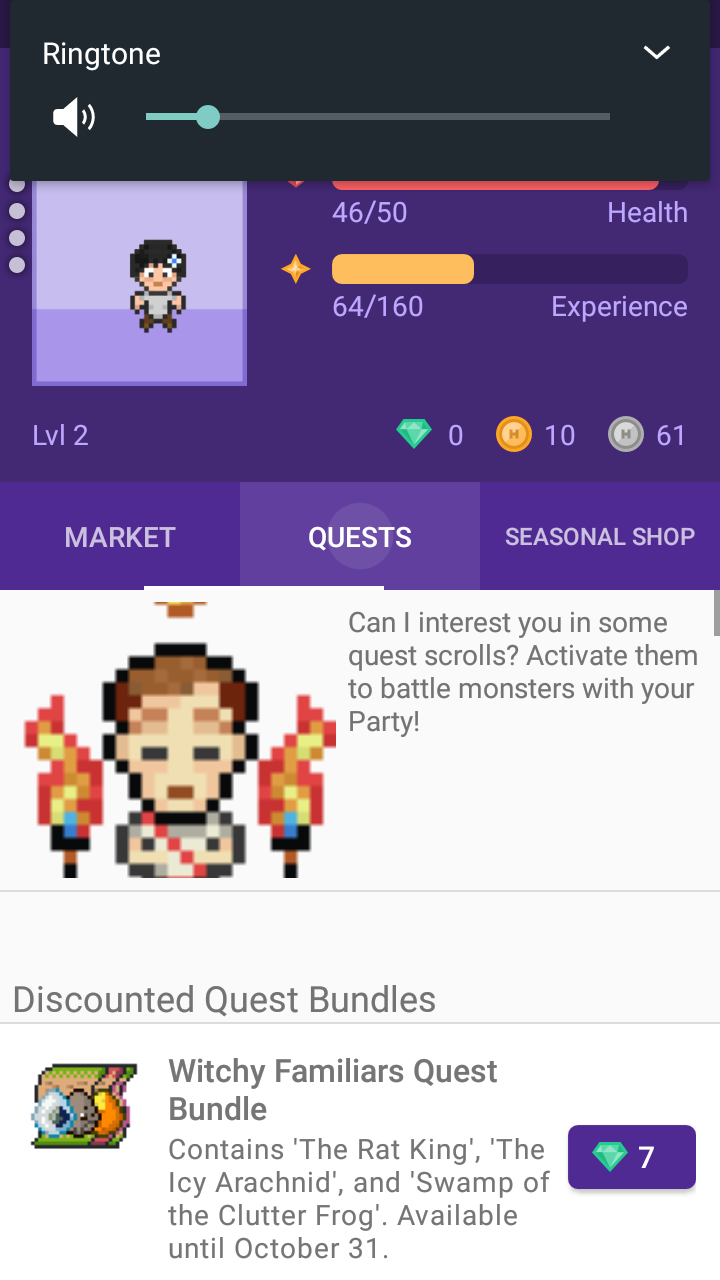 Ringtone
46/50 Health
64/160 Experience
Lvl 2 0 10 61
MARKET QUESTS SEASONAL SHOP
Can I interest you in some
quest scrolls? Activate them
to battle monsters with your
Party!
Discounted Quest Bundles
Witchy Familiars Quest
Bundle
Contains 'The Rat King', 'The
Icy Arachnid', and 'Swamp of
the Clutter Frog'. Available
until October 31.
7